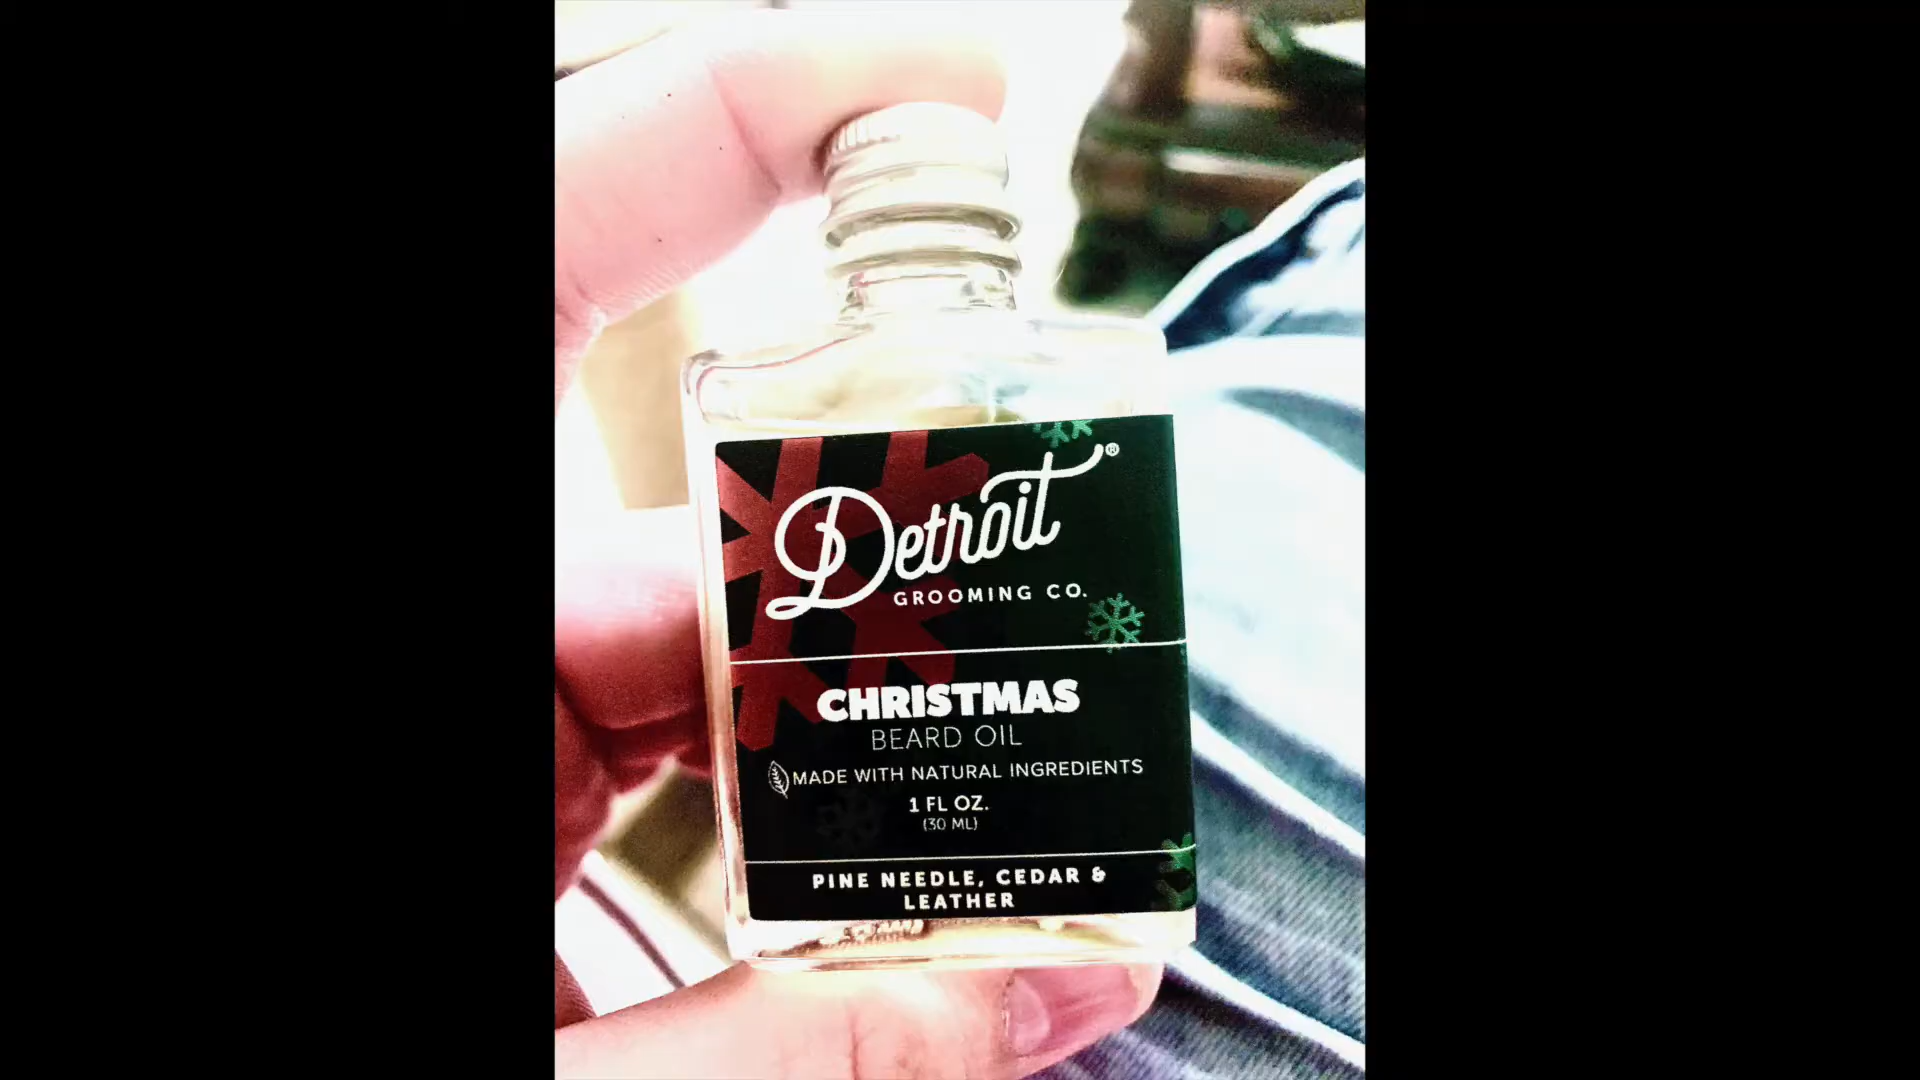 Detroit®
GROOMING CO.
CHRISTMAS
BEARD OIL
MADE WITH NATURAL INGREDIENTS
1 FL OZ.
(30 ML)
PINE NEEDLE, CEDAR &
LEATHER